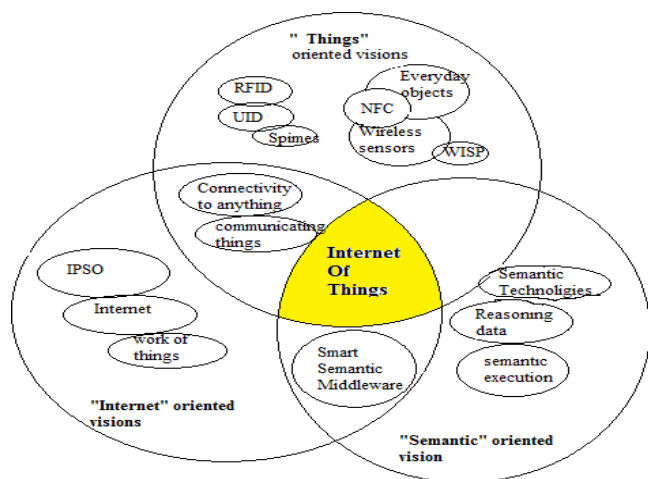 " Things"
oriented visions
RFID
UID
Spimes
Everyday
objects
NFC
Wireless
sensors
WISP
Connectivity
to anything
communicating
things
Internet
Of
Things
IPSO
Internet
work of
things
Semantic
Technoligies
Reasoning
data
semantic
execution
Smart
Semantic
Middleware
"Internet" oriented
visions
"Semantic" oriented
vision